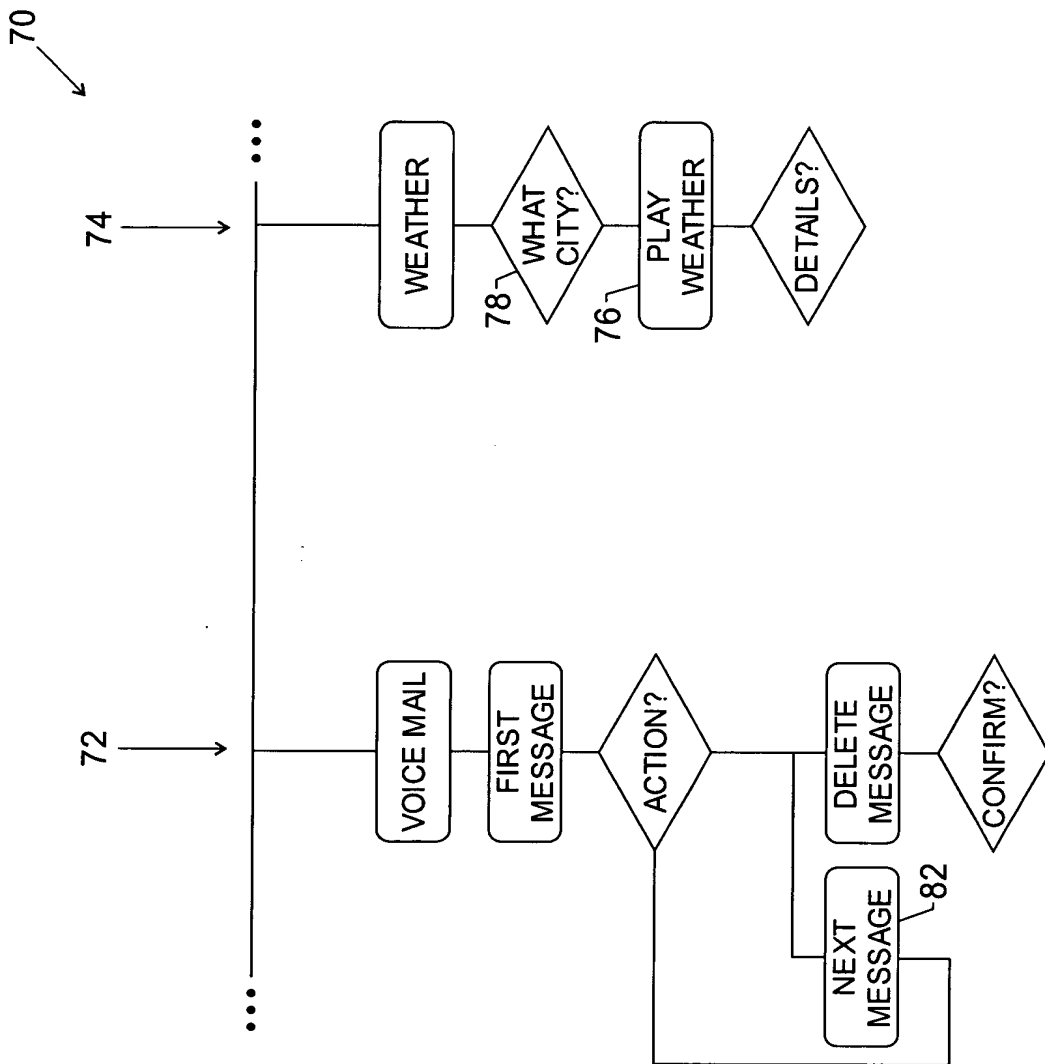 70
72
74
•••
•••
VOICE MAIL
FIRST
MESSAGE
ACTION?
NEXT
MESSAGE
82
DELETE
MESSAGE
CONFIRM?
WEATHER
78
WHAT
CITY?
76
PLAY
WEATHER
DETAILS?